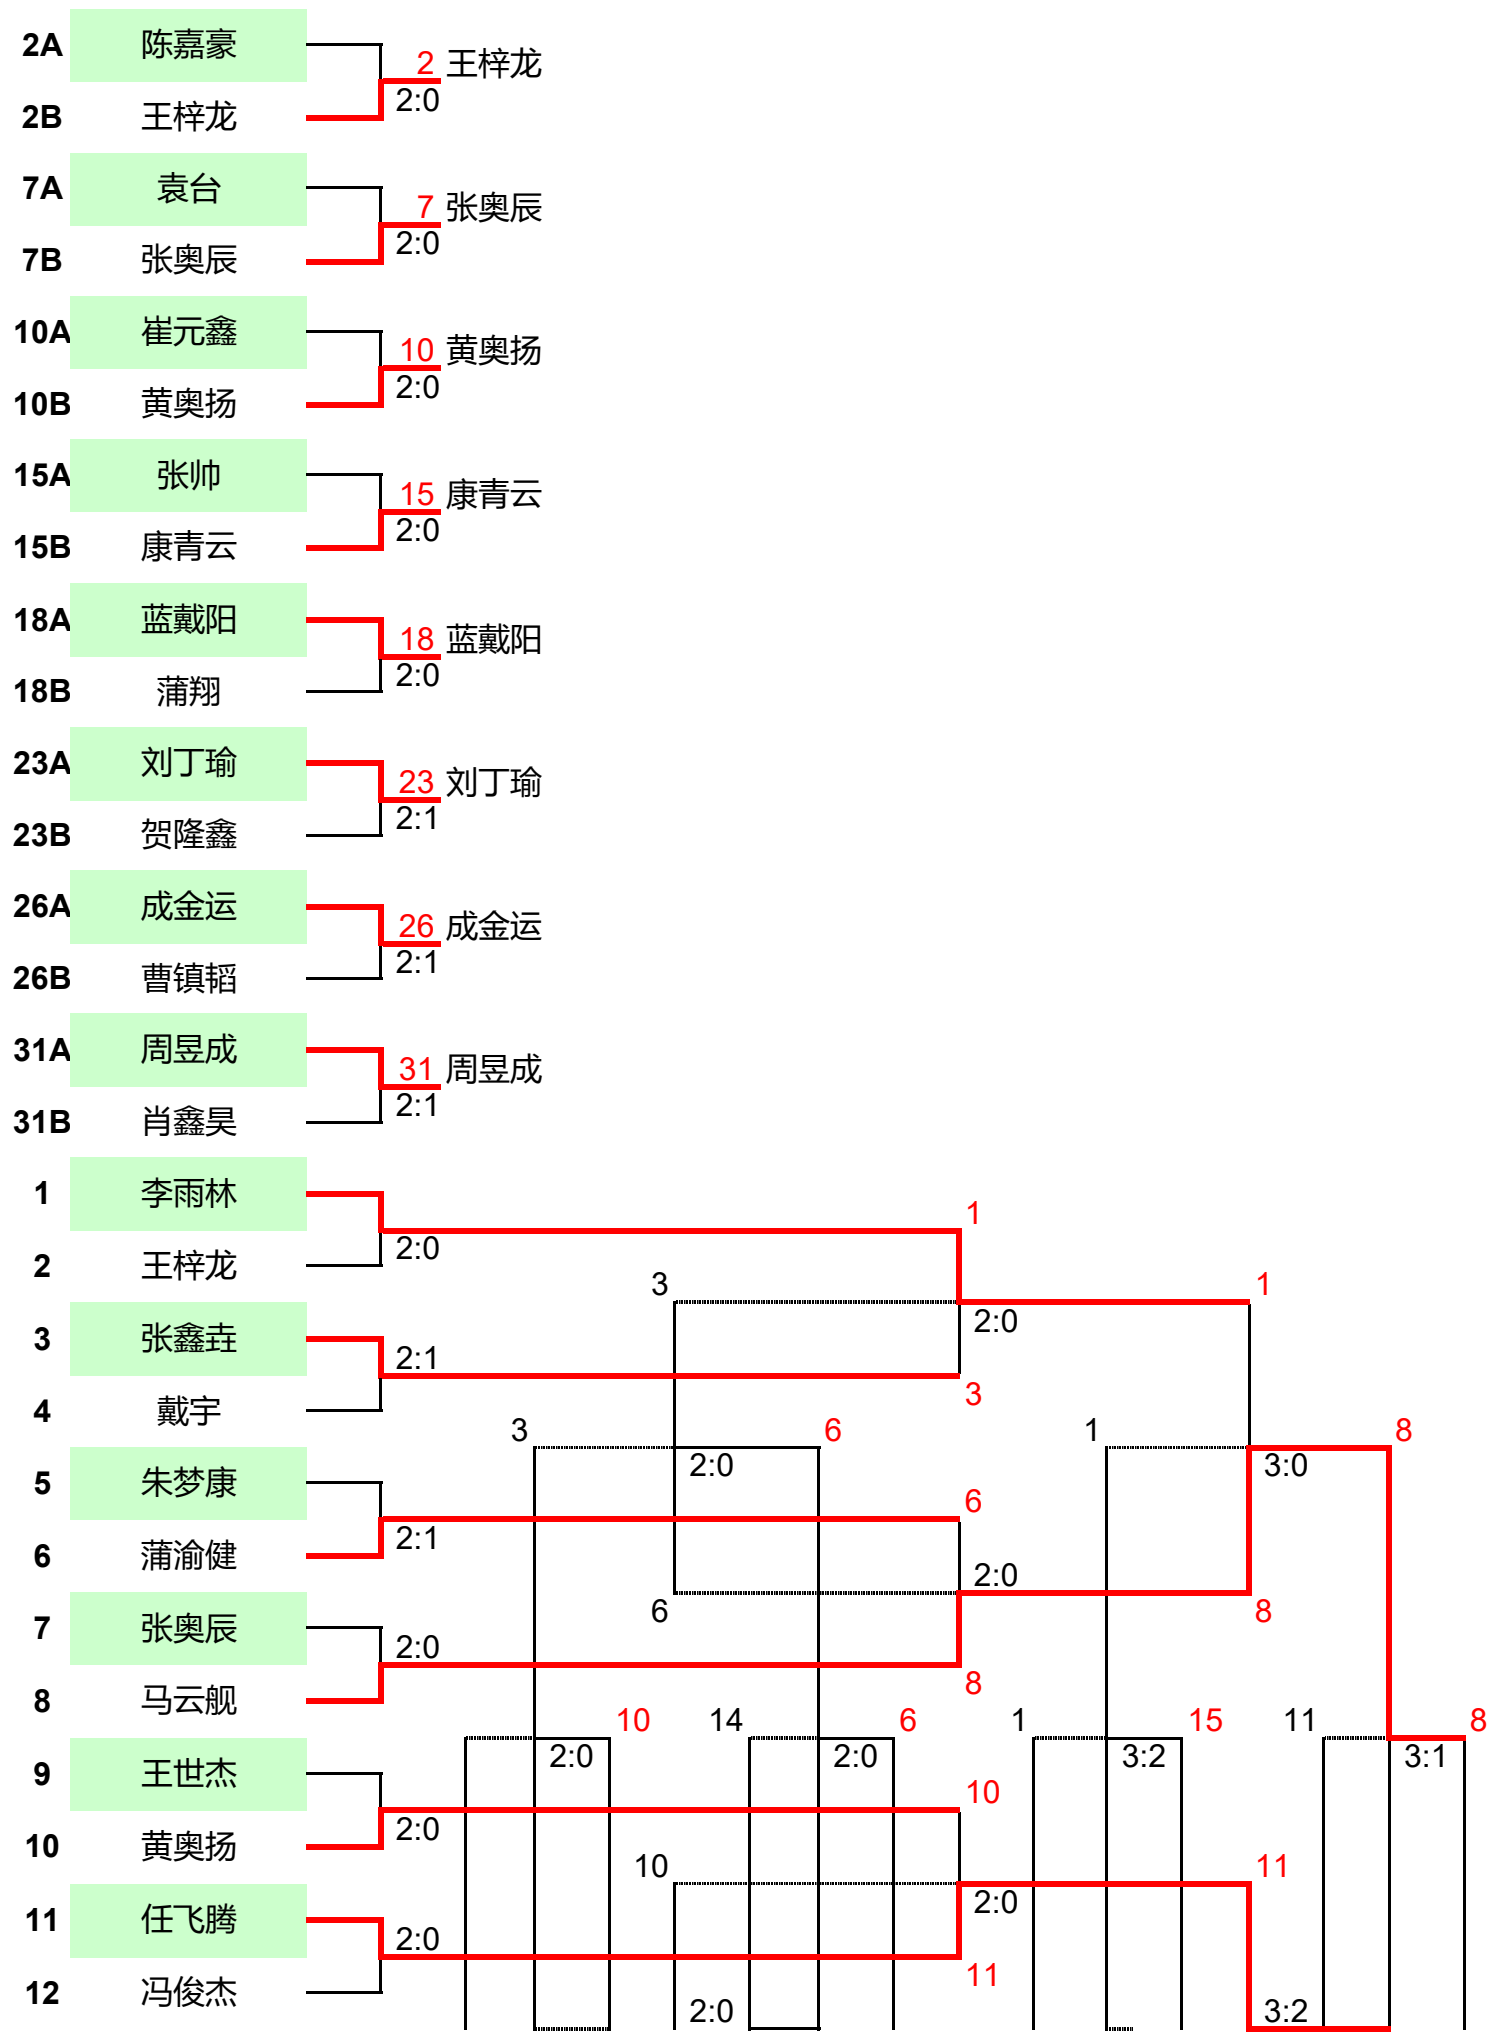 2A 陈嘉豪
2 王梓龙
2:0
2B 王梓龙
7A 袁台
7 张奥辰
2:0
7B 张奥辰
10A 崔元鑫
10 黄奥扬
2:0
10B 黄奥扬
15A 张帅
15 康青云
2:0
15B 康青云
18A 蓝戴阳
18 蓝戴阳
2:0
18B 蒲翔
23A 刘丁瑜
23 刘丁瑜
2:1
23B 贺隆鑫
26A 成金运
26 成金运
2:1
26B 曹镇韬
31A 周昱成
31 周昱成
2:1
31B 肖鑫昊
1 李雨林
1
2:0
2 王梓龙
3 1
2:0
3 张鑫垚
2:1
3
4 戴宇
3 6 1 8
2:0 3:0
5 朱梦康
6
2:1
6 蒲渝健
2:0
6 8
7 张奥辰
2:0
8
8 马云舰
10 14 6 1 15 11 8
2:0 2:0 3:2 3:1
9 王世杰
10
2:0
10 黄奥扬
10 11
2:0
11 任飞腾
2:0
11
12 冯俊杰
2:0 3:2